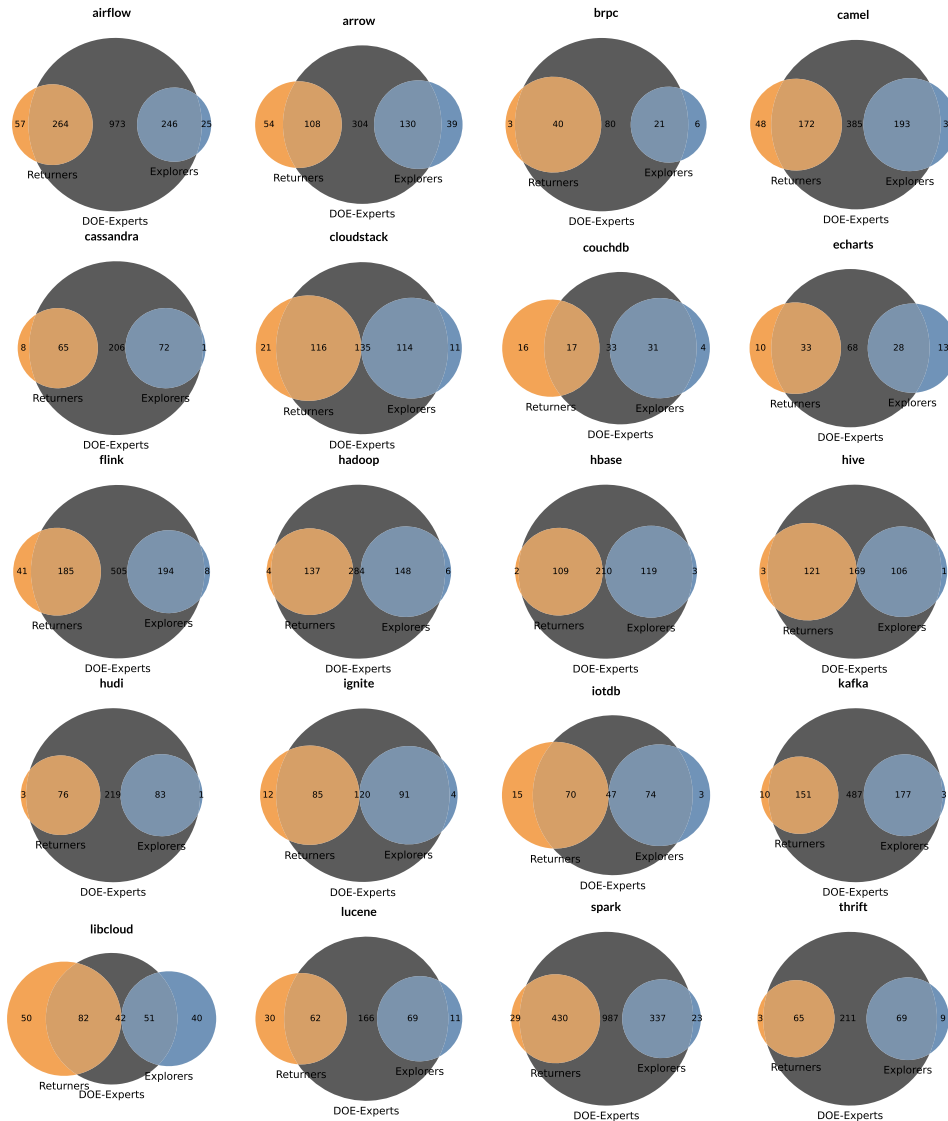 airflow
57 264 973 246 25
Returners
Explorers
DOE-Experts
arrow
54 108 304 130 39
Returners
Explorers
DOE-Experts
brpc
3 40 80 21 6
Returners
Explorers
DOE-Experts
camel
48 172 385 193
Returners
Explorers
DOE-Experts
cassandra
8 65 206 72 1
Returners
Explorers
DOE-Experts
cloudstack
21 116 135 114 11
Returners
Explorers
DOE-Experts
couchdb
16 17 33 31 4
Returners
Explorers
DOE-Experts
echarts
10 33 68 28 13
Returners
Explorers
DOE-Experts
flink
41 185 505 194 8
Returners
Explorers
DOE-Experts
hadoop
4 137 284 148 6
Returners
Explorers
DOE-Experts
hbase
2 109 210 119 3
Returners
Explorers
DOE-Experts
hive
3 121 169 106 1
Returners
Explorers
DOE-Experts
hudi
3 76 219 83 1
Returners
Explorers
DOE-Experts
ignite
12 85 120 91 4
Returners
Explorers
DOE-Experts
iotdb
15 70 47 74 3
Returners
Explorers
DOE-Experts
kafka
10 151 487 177 3
Returners
Explorers
DOE-Experts
libcloud
50 82 42 51 40
Returners
Explorers
DOE-Experts
lucene
30 62 166 69 11
Returners
Explorers
DOE-Experts
spark
29 430 987 337 23
Returners
Explorers
DOE-Experts
thrift
3 65 211 69 9
Returners
Explorers
DOE-Experts